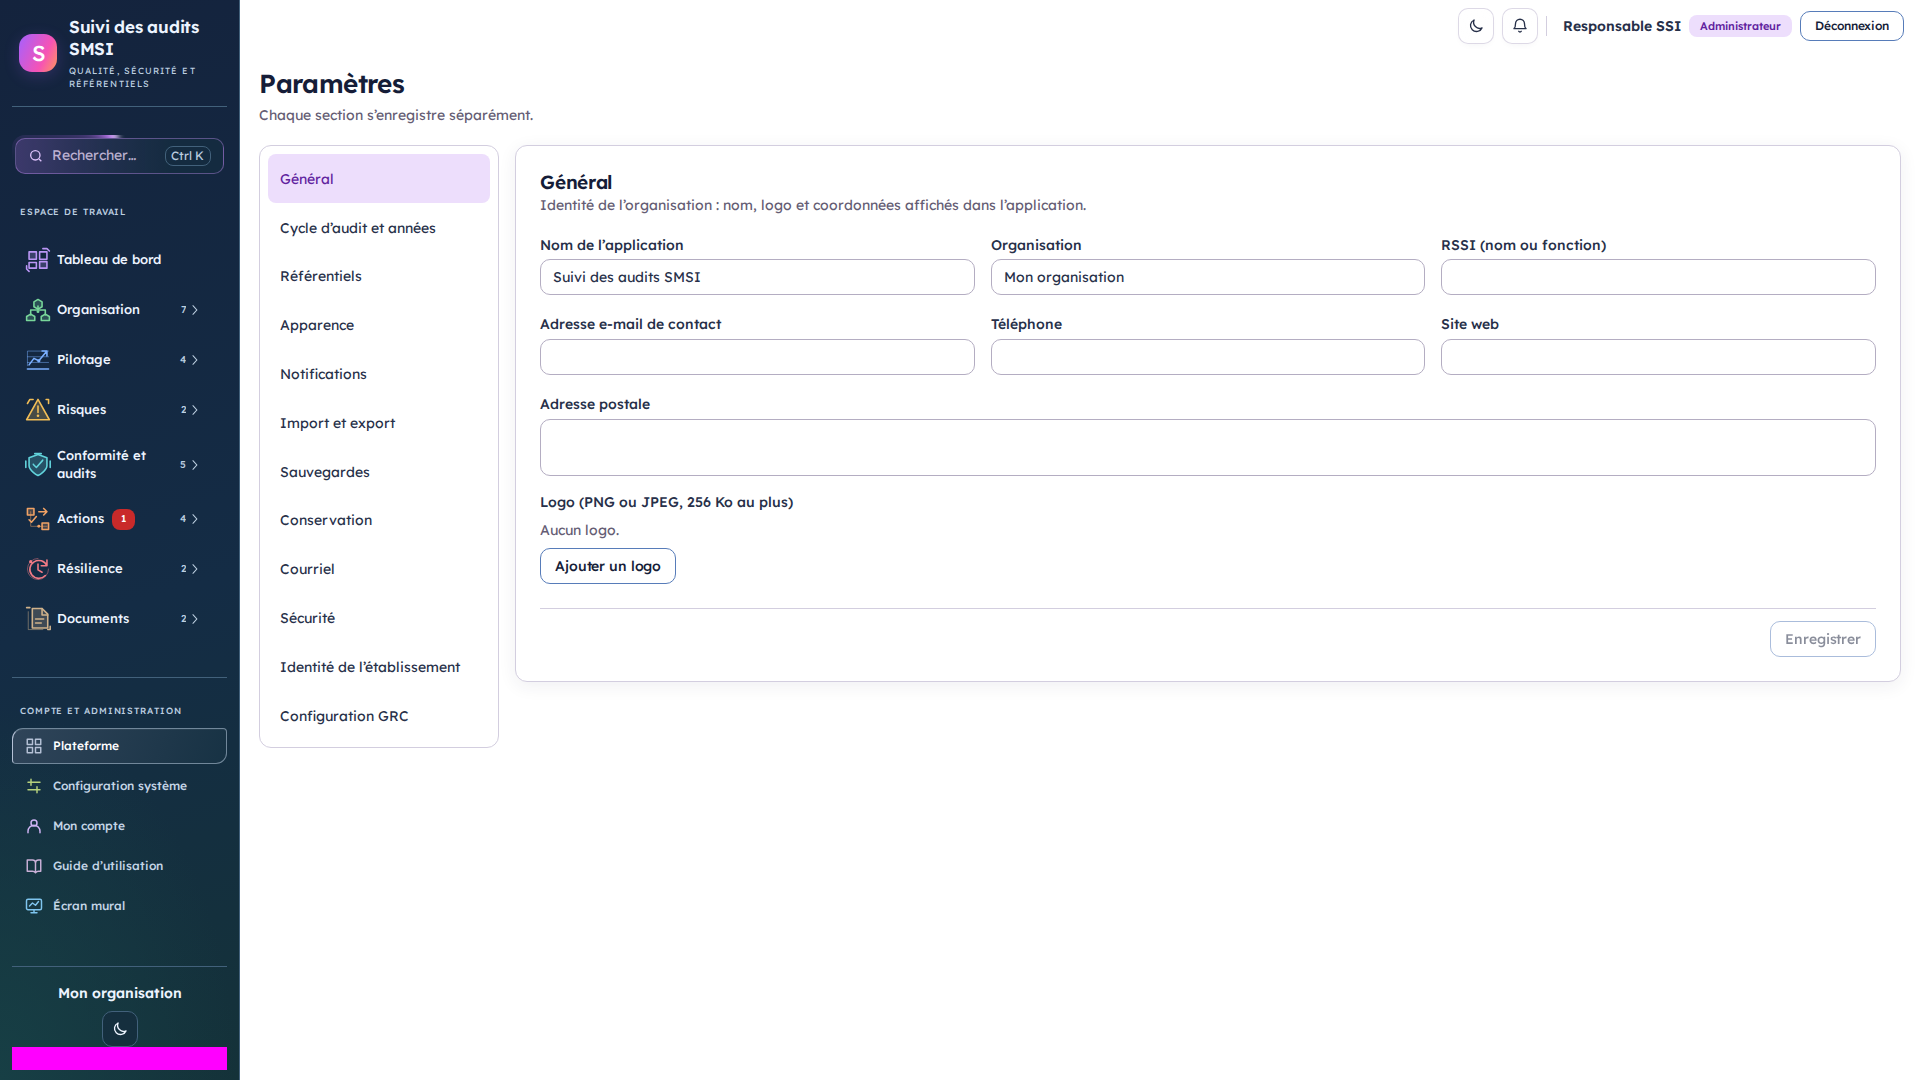 S
Suivi des audits
SMSI
QUALITÉ, SÉCURITÉ ET
RÉFÉRENTIELS
Rechercher...
Ctrl K
ESPACE DE TRAVAIL
Tableau de bord
Organisation 7
Pilotage 4
Risques 2
Conformité et
audits 5
Actions 1 4
Résilience 2
Documents 2
COMPTE ET ADMINISTRATION
Plateforme
Configuration système
Mon compte
Guide d’utilisation
Écran mural
Mon organisation
Responsable SSI Administrateur Déconnexion
Paramètres
Chaque section s’enregistre séparément.
Général
Cycle d’audit et années
Référentiels
Apparence
Notifications
Import et export
Sauvegardes
Conservation
Courriel
Sécurité
Identité de l’établissement
Configuration GRC
Général
Identité de l’organisation : nom, logo et coordonnées affichés dans l’application.
Nom de l’application Organisation RSSI (nom ou fonction)
Suivi des audits SMSI Mon organisation
Adresse e-mail de contact Téléphone Site web
Adresse postale
Logo (PNG ou JPEG, 256 Ko au plus)
Aucun logo.
Ajouter un logo
Enregistrer